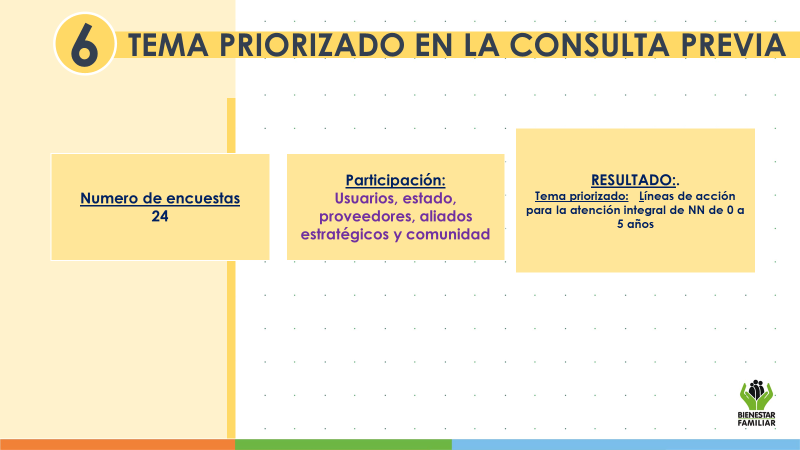 6
TEMA PRIORIZADO EN LA CONSULTA PREVIA
Numero de encuestas
24
Participación:
Usuarios, estado,
proveedores, aliados
estratégicos y comunidad
RESULTADO:.
Tema priorizado: Líneas de acción
para la atención integral de NN de 0 a
5 años
BIENESTAR
FAMILIAR